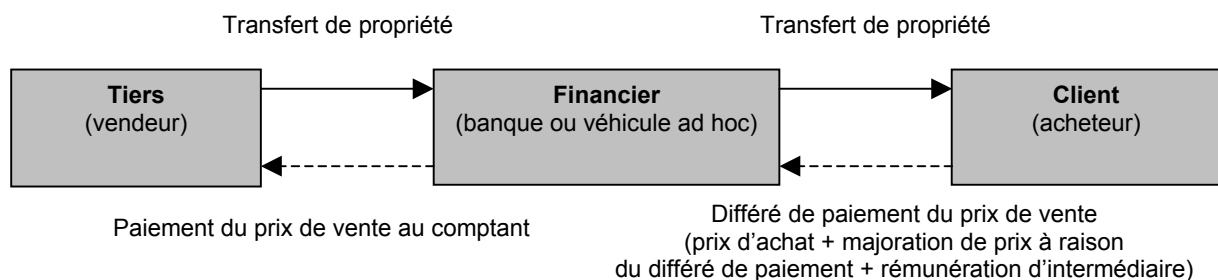 Transfert de propriété
Transfert de propriété
Tiers
(vendeur)
Financier
(banque ou véhicule ad hoc)
Client
(acheteur)
Paiement du prix de vente au comptant
Différé de paiement du prix de vente
(prix d'achat + majoration de prix à raison
du différé de paiement + rémunération d'intermédiaire)